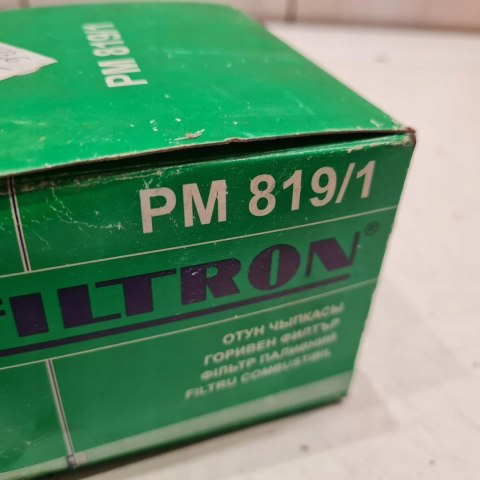 PM 819/1
PM 819/1
FILTRON®
ОТУН ЧЫПКАСЫ
ГОРИВЕН ФИЛТЪР
ФІЛЬТР ПАЛИВНИЙ
FILTRU COMBUSTIBIL